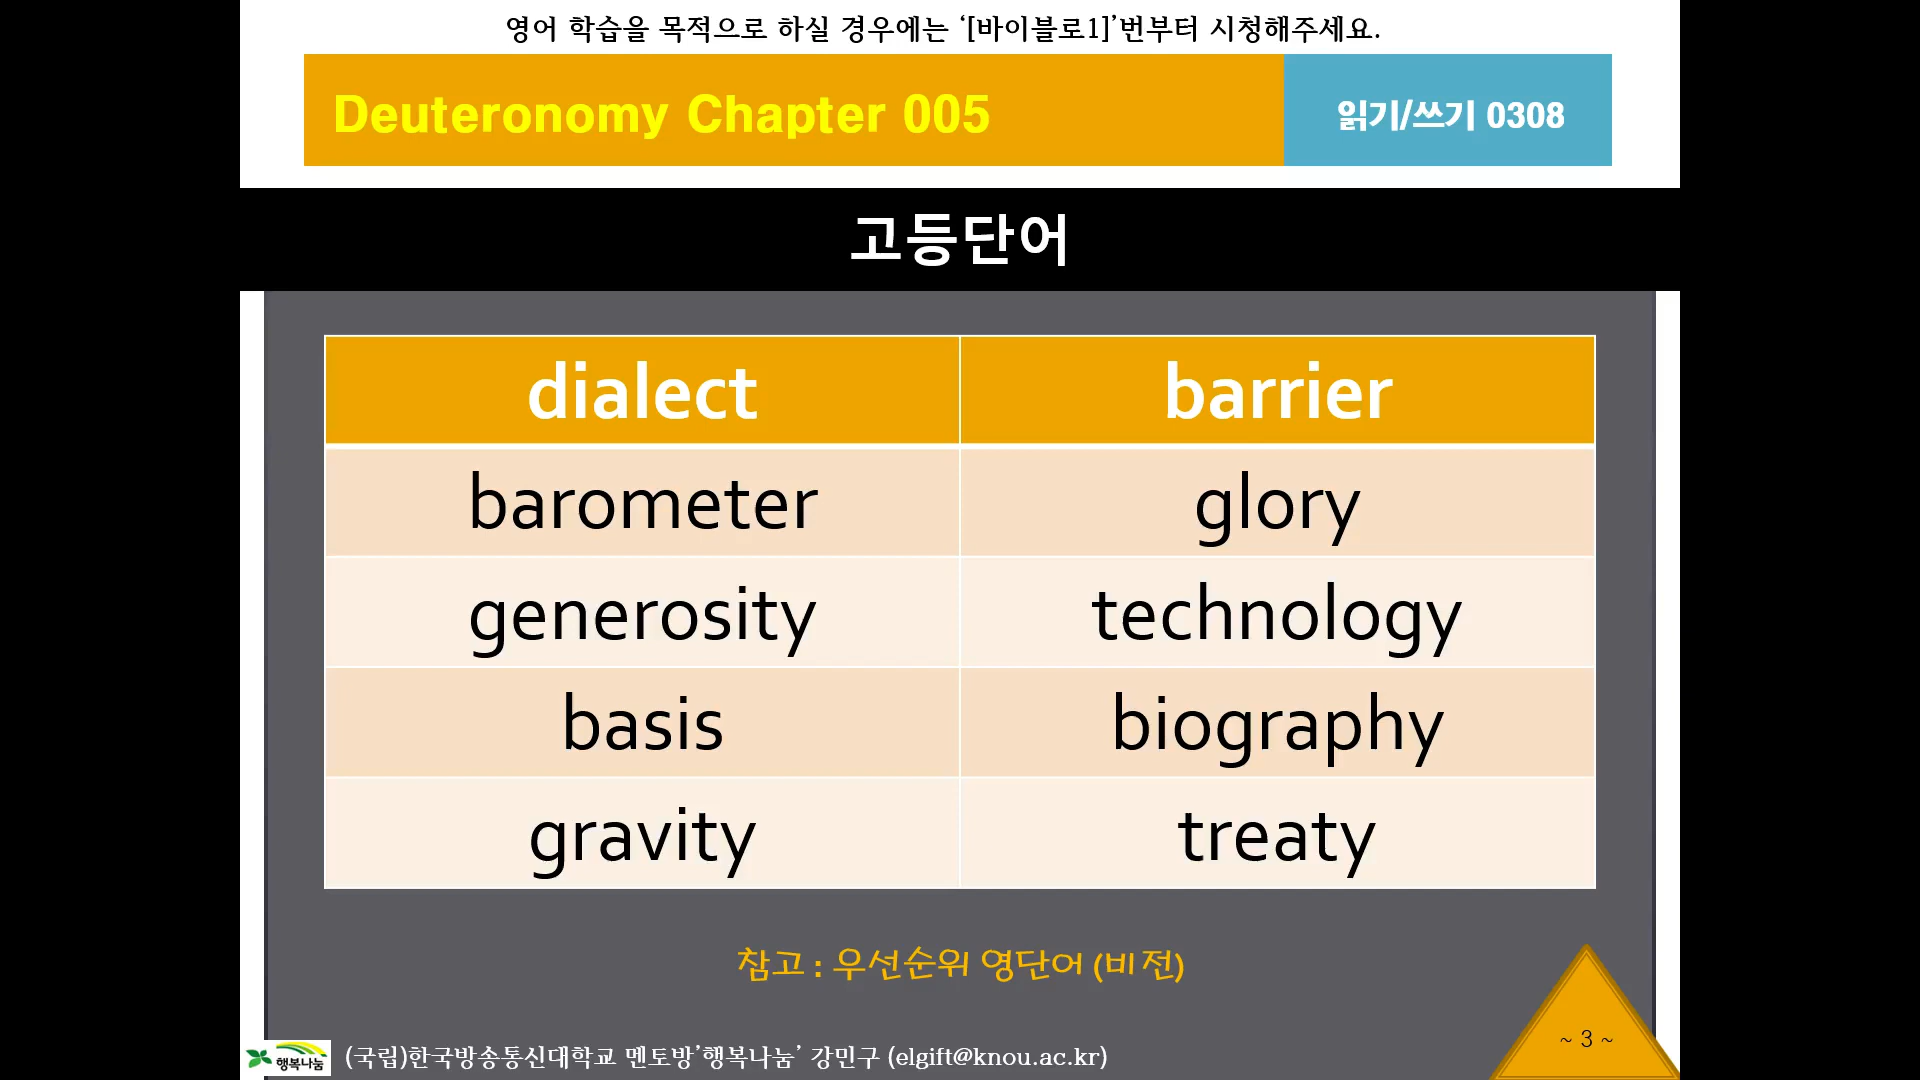 영어 학습을 목적으로 하실 경우에는 ‘[바이블로1]’번부터 시청해주세요.
Deuteronomy Chapter 005
읽기/쓰기 0308
고등단어
dialect barrier
barometer glory
generosity technology
basis biography
gravity treaty
참고 : 우선순위 영단어 (비전)
~ 3 ~
행복나눔
(국립)한국방송통신대학교 멘토방’행복나눔’ 강민구 (elgift@knou.ac.kr)